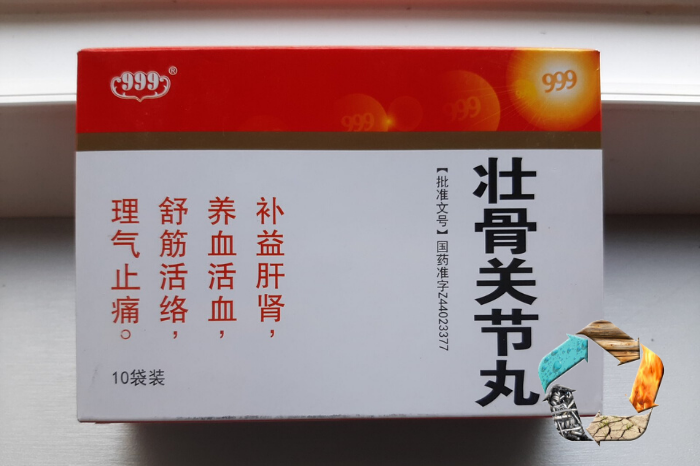 999®
999
999
999
壮骨关节丸
【批准文号】国药准字Z44023377
补益肝肾，
养血活血，
舒筋活络，
理气止痛。
10袋装